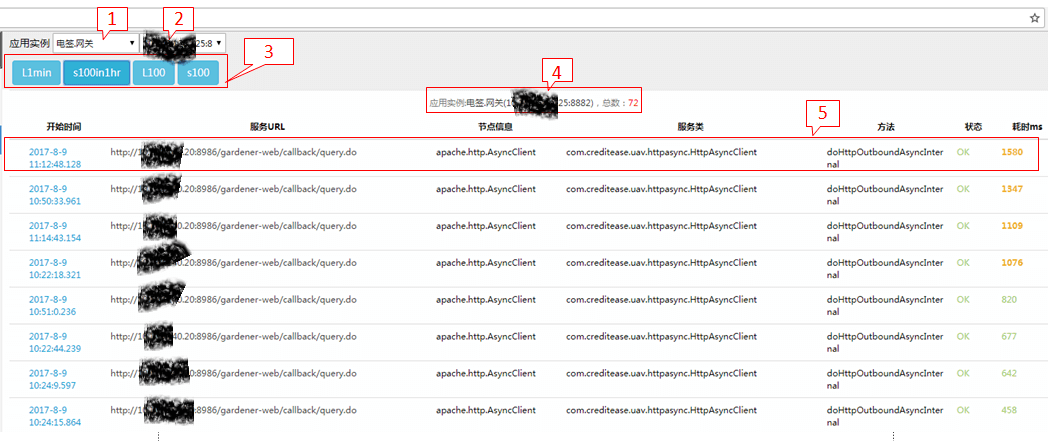 1
2
应用实例 电签.网关 25:8
3
L1min s100in1hr L100 s100
4
应用实例:电签.网关(10 25:8882)，总数：72
5
开始时间 服务URL 节点信息 服务类 方法 状态 耗时ms
2017-8-9 11:12:48.128 http://1 .20:8986/gardener-web/callback/query.do apache.http.AsyncClient com.creditease.uav.httpasync.HttpAsyncClient doHttpOutboundAsyncInternal OK 1580
2017-8-9 10:50:33.961 http://10 0.20:8986/gardener-web/callback/query.do apache.http.AsyncClient com.creditease.uav.httpasync.HttpAsyncClient doHttpOutboundAsyncInternal OK 1347
2017-8-9 11:14:43.154 http://10 0.20:8986/gardener-web/callback/query.do apache.http.AsyncClient com.creditease.uav.httpasync.HttpAsyncClient doHttpOutboundAsyncInternal OK 1109
2017-8-9 10:22:18.321 http:// 0.20:8986/gardener-web/callback/query.do apache.http.AsyncClient com.creditease.uav.httpasync.HttpAsyncClient doHttpOutboundAsyncInternal OK 1076
2017-8-9 10:51:0.236 http:// 0.20:8986/gardener-web/callback/query.do apache.http.AsyncClient com.creditease.uav.httpasync.HttpAsyncClient doHttpOutboundAsyncInternal OK 820
2017-8-9 10:22:44.239 http://10 40.20:8986/gardener-web/callback/query.do apache.http.AsyncClient com.creditease.uav.httpasync.HttpAsyncClient doHttpOutboundAsyncInternal OK 677
2017-8-9 10:24:9.597 http:// 0:8986/gardener-web/callback/query.do apache.http.AsyncClient com.creditease.uav.httpasync.HttpAsyncClient doHttpOutboundAsyncInternal OK 642
2017-8-9 10:24:15.864 http://10 20:8986/gardener-web/callback/query.do apache.http.AsyncClient com.creditease.uav.httpasync.HttpAsyncClient doHttpOutboundAsyncInternal OK 458